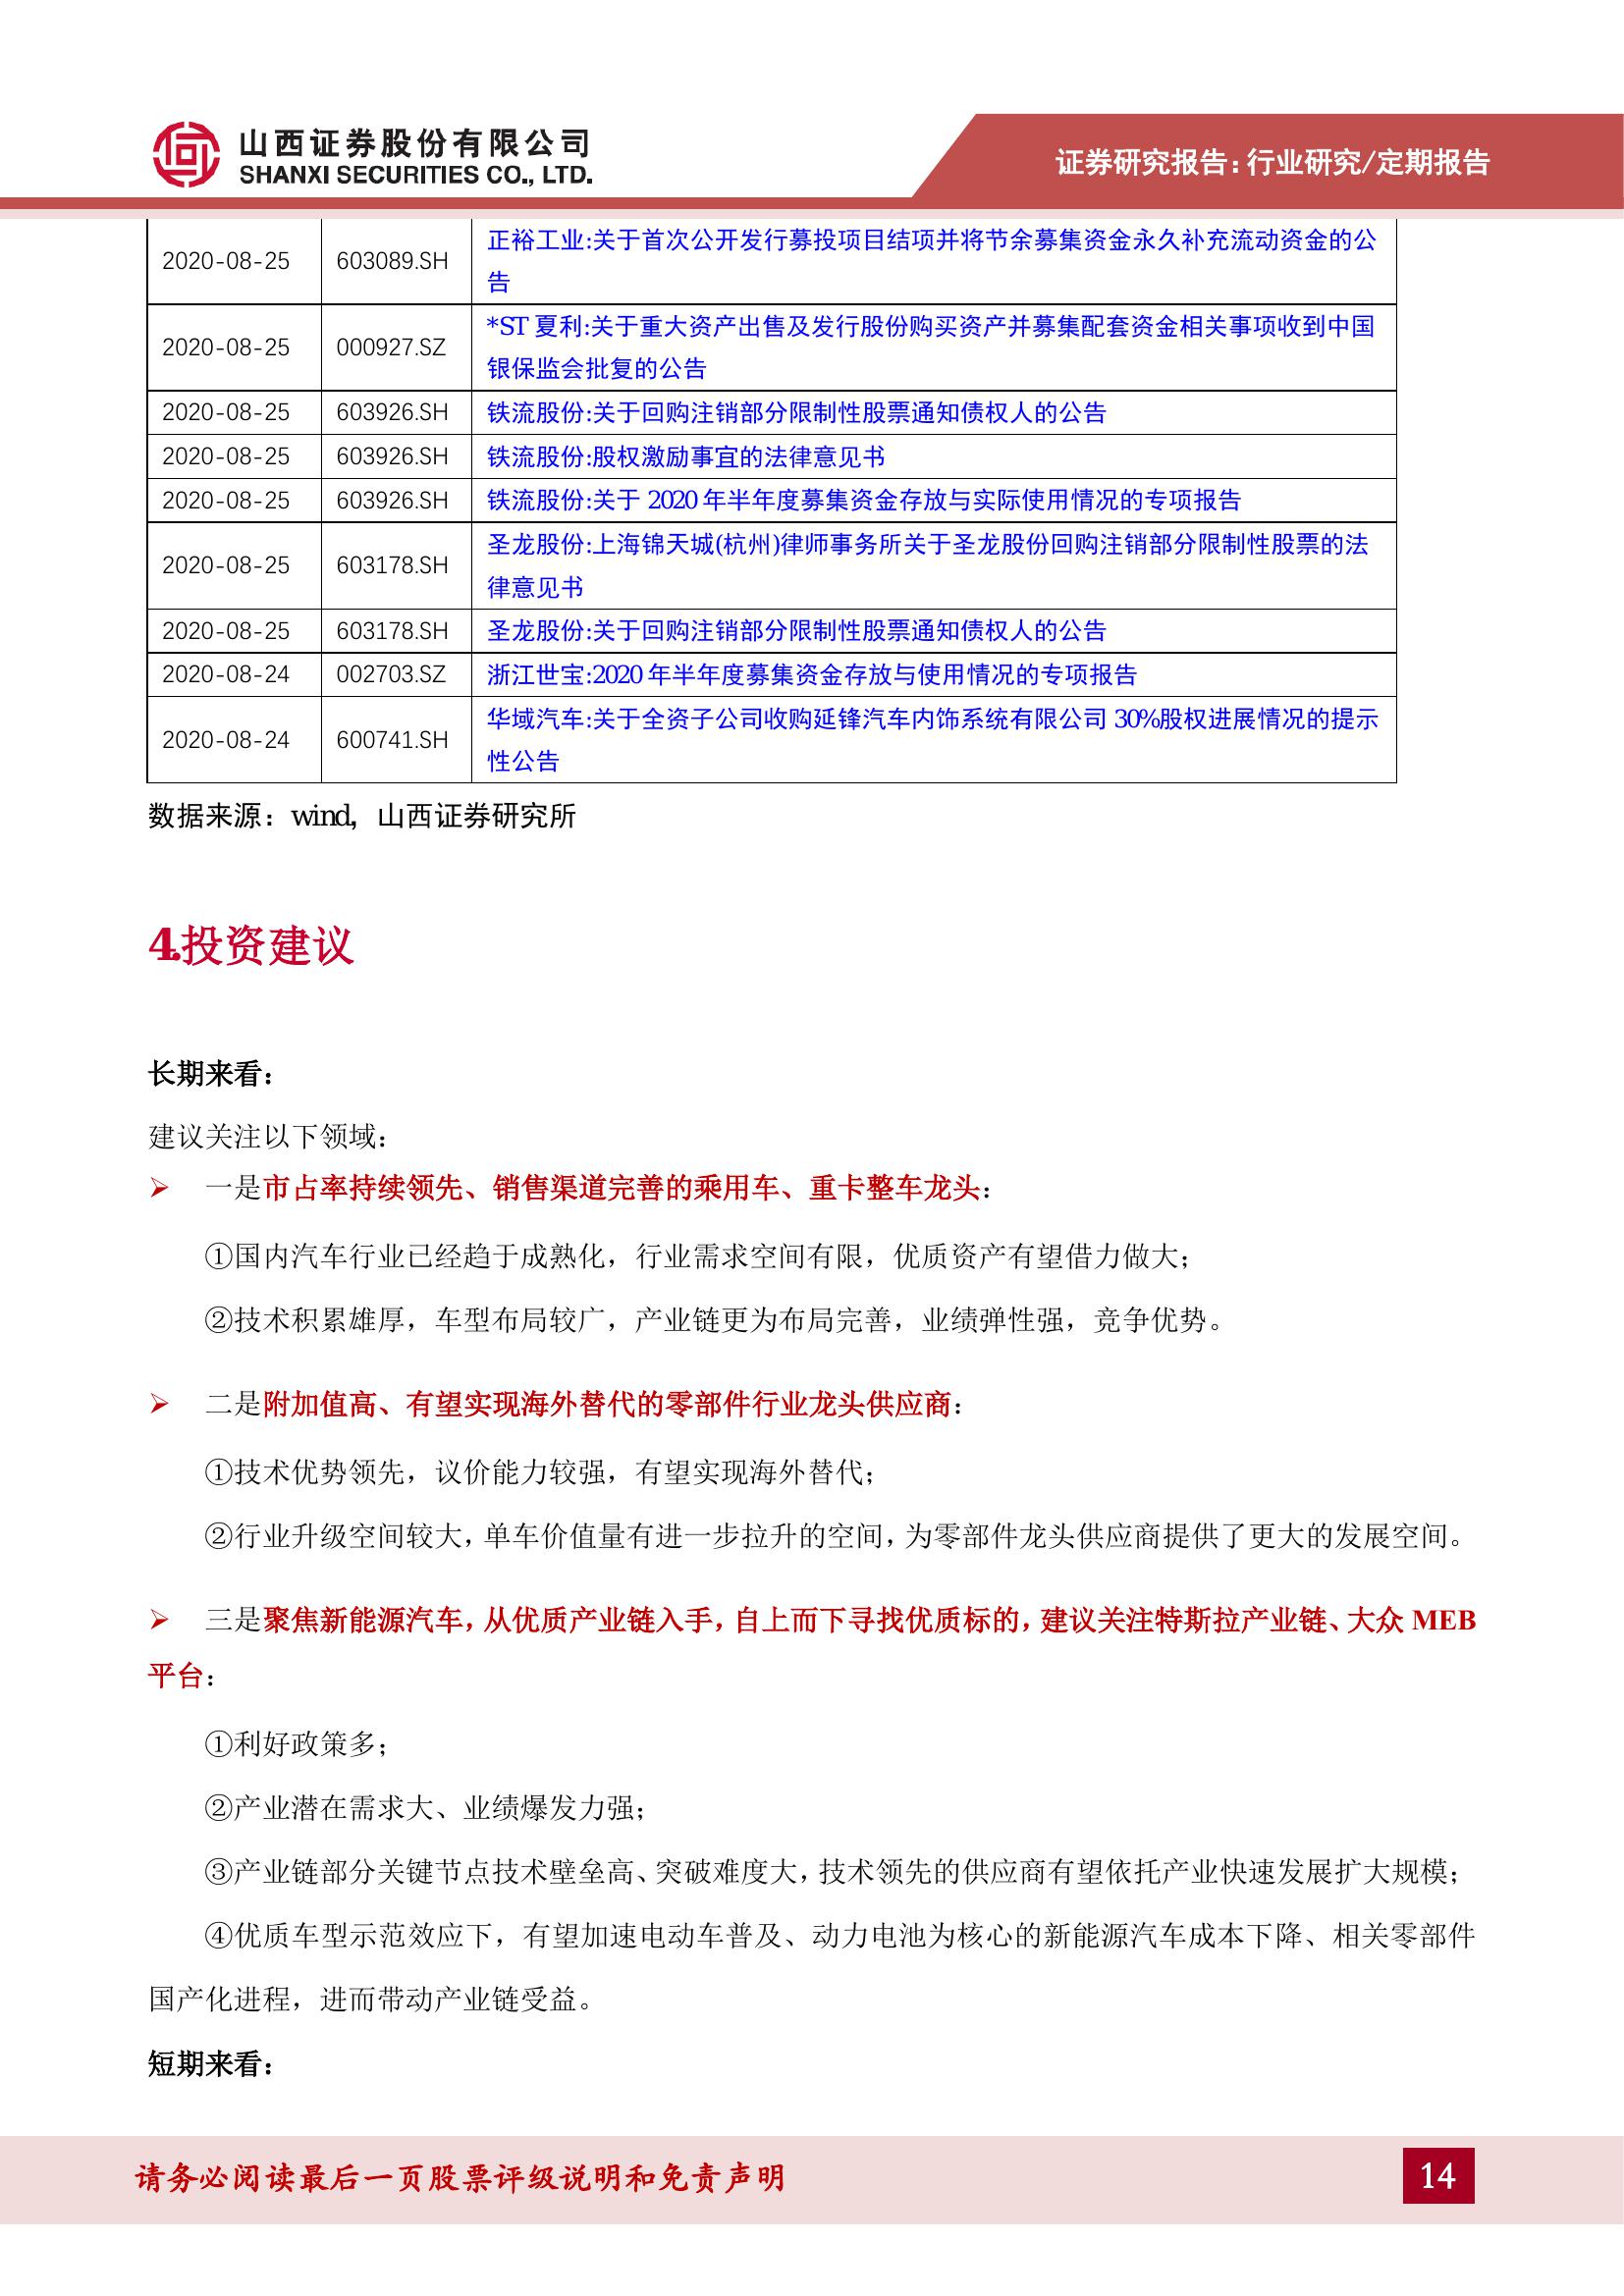 山西证券股份有限公司
SHANXI SECURITIES CO., LTD.
证券研究报告:行业研究/定期报告
2020-08-25 603089.SH 正裕工业:关于首次公开发行募投项目结项并将节余募集资金永久补充流动资金的公
告
2020-08-25 000927.SZ *ST 夏利:关于重大资产出售及发行股份购买资产并募集配套资金相关事项收到中国
银保监会批复的公告
2020-08-25 603926.SH 铁流股份:关于回购注销部分限制性股票通知债权人的公告
2020-08-25 603926.SH 铁流股份:股权激励事宜的法律意见书
2020-08-25 603926.SH 铁流股份:关于 2020 年半年度募集资金存放与实际使用情况的专项报告
2020-08-25 603178.SH 圣龙股份:上海锦天城(杭州)律师事务所关于圣龙股份回购注销部分限制性股票的法
律意见书
2020-08-25 603178.SH 圣龙股份:关于回购注销部分限制性股票通知债权人的公告
2020-08-24 002703.SZ 浙江世宝:2020 年半年度募集资金存放与使用情况的专项报告
2020-08-24 600741.SH 华域汽车:关于全资子公司收购延锋汽车内饰系统有限公司 30%股权进展情况的提示
性公告
数据来源：wind，山西证券研究所
4.投资建议
长期来看：
建议关注以下领域：
➢ 一是市占率持续领先、销售渠道完善的乘用车、重卡整车龙头：
①国内汽车行业已经趋于成熟化，行业需求空间有限，优质资产有望借力做大；
②技术积累雄厚，车型布局较广，产业链更为布局完善，业绩弹性强，竞争优势。
➢ 二是附加值高、有望实现海外替代的零部件行业龙头供应商：
①技术优势领先，议价能力较强，有望实现海外替代；
②行业升级空间较大，单车价值量有进一步拉升的空间，为零部件龙头供应商提供了更大的发展空间。
➢ 三是聚焦新能源汽车，从优质产业链入手，自上而下寻找优质标的，建议关注特斯拉产业链、大众 MEB
平台：
①利好政策多；
②产业潜在需求大、业绩爆发力强；
③产业链部分关键节点技术壁垒高、突破难度大，技术领先的供应商有望依托产业快速发展扩大规模；
④优质车型示范效应下，有望加速电动车普及、动力电池为核心的新能源汽车成本下降、相关零部件
国产化进程，进而带动产业链受益。
短期来看：
请务必阅读最后一页股票评级说明和免责声明
14